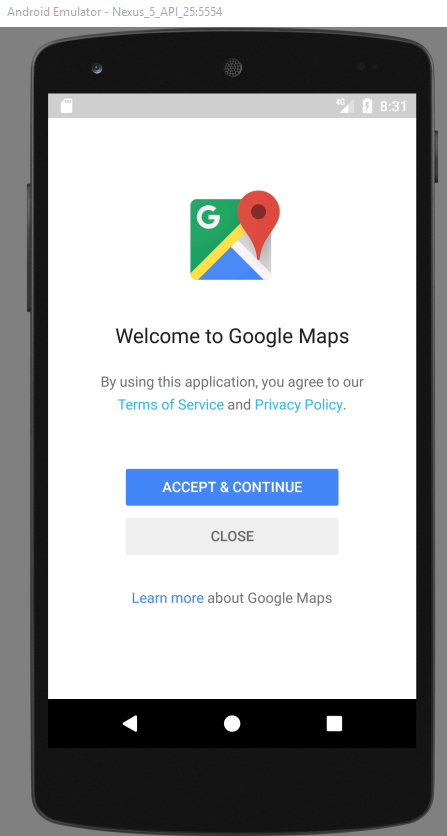 Android Emulator - Nexus_5_API_25:5554
4G 8:31
G
Welcome to Google Maps
By using this application, you agree to our
Terms of Service and Privacy Policy.
ACCEPT & CONTINUE
CLOSE
Learn more about Google Maps